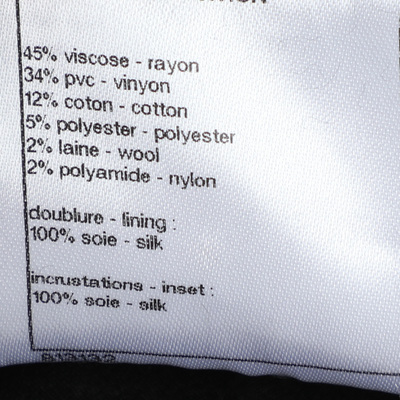 45% viscose - rayon
34% pvc - vinyon
12% coton - cotton
5% polyester - polyester
2% laine - wool
2% polyamide - nylon
doublure - lining :
100% soie - silk
incrustations - inset :
100% soie - silk